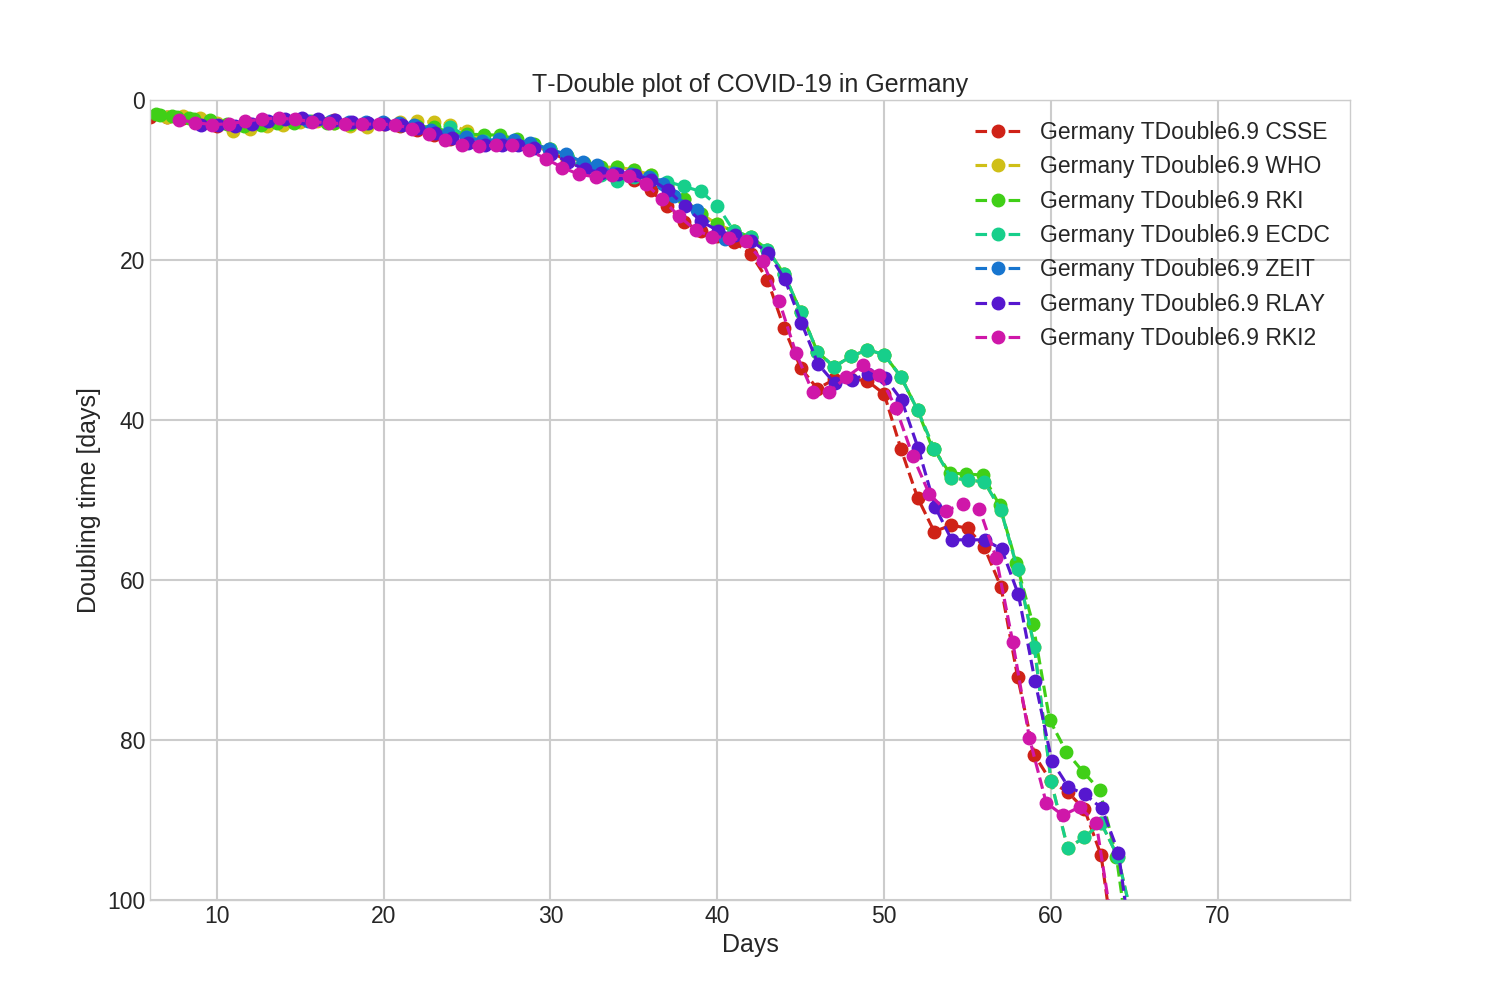 T-Double plot of COVID-19 in Germany
0
20
40
60
80
100
Doubling time [days]
10 20 30 40 50 60 70
Days
Germany TDouble6.9 CSSE
Germany TDouble6.9 WHO
Germany TDouble6.9 RKI
Germany TDouble6.9 ECDC
Germany TDouble6.9 ZEIT
Germany TDouble6.9 RLAY
Germany TDouble6.9 RKI2